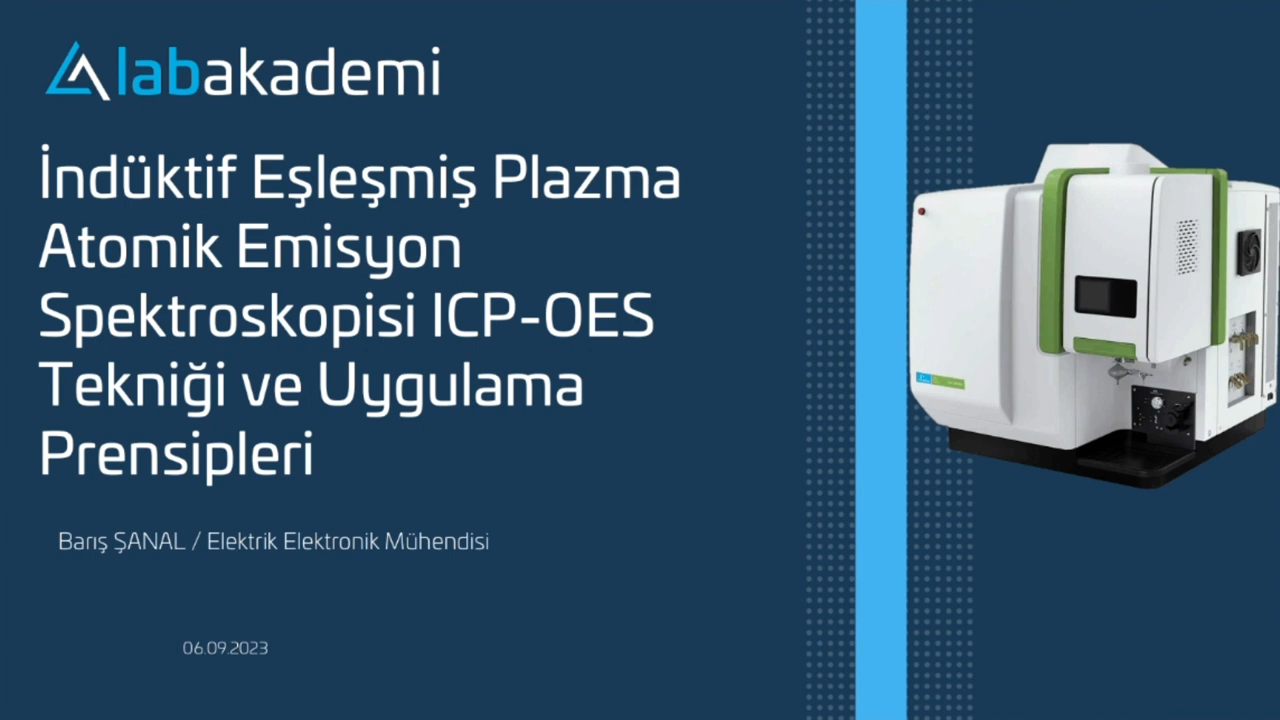 labakademi
İndüktif Eşleşmiş Plazma
Atomik Emisyon
Spektroskopisi ICP-OES
Tekniği ve Uygulama
Prensipleri
Barış ŞANAL / Elektrik Elektronik Mühendisi
06.09.2023